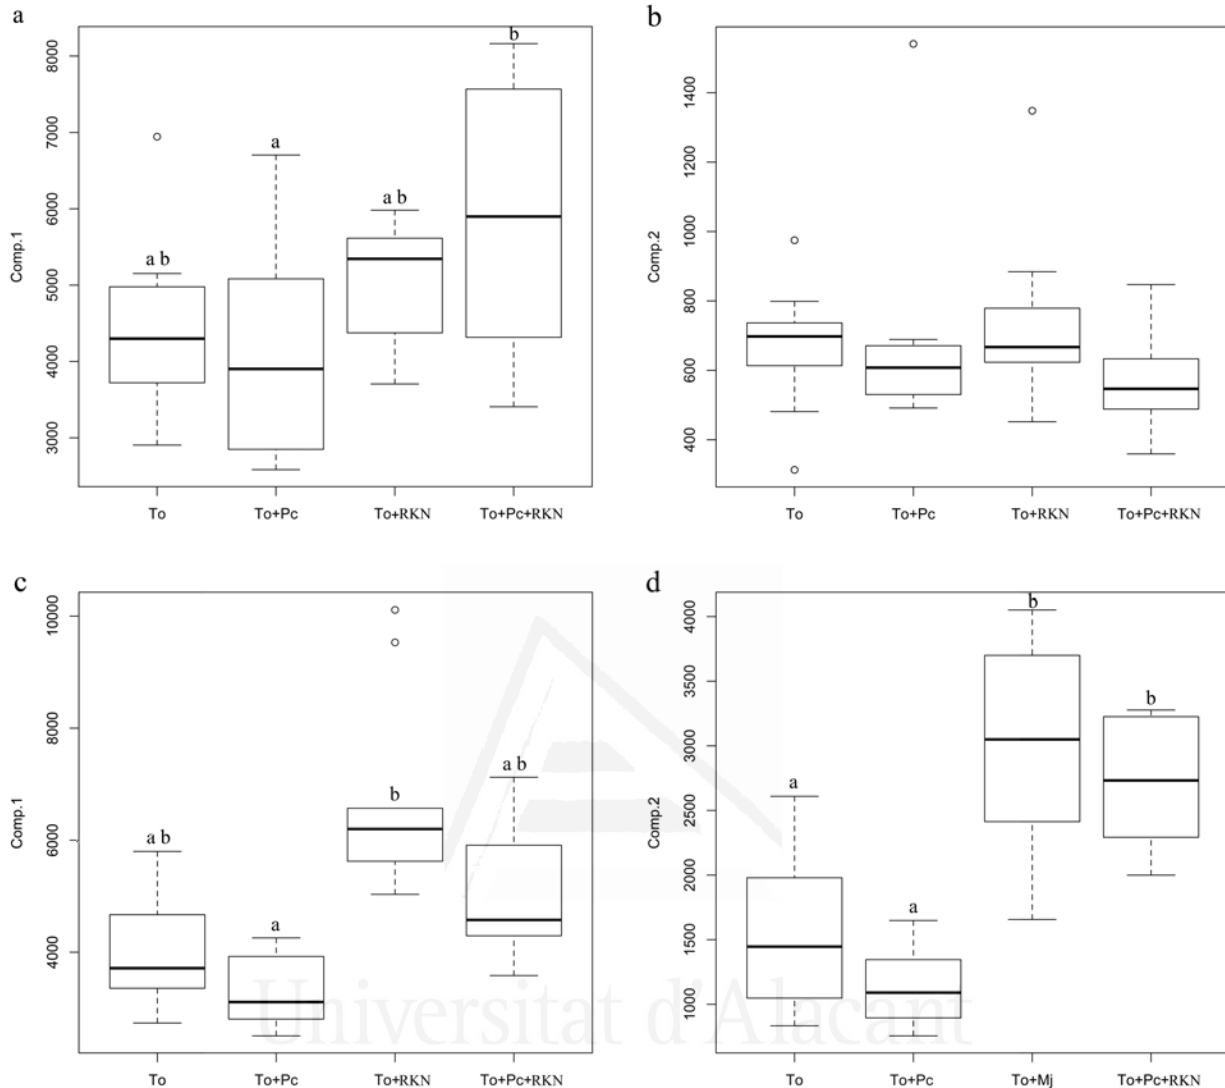 a
8000
7000
6000
5000
4000
3000
Comp.1
a b
a
a b
b
To
To+Pc
To+RKN
To+Pc+RKN
b
1400
1200
1000
800
600
400
Comp.2
To
To+Pc
To+RKN
To+Pc+RKN
c
10000
8000
6000
4000
Comp.1
a b
a
b
a b
To
To+Pc
To+RKN
To+Pc+RKN
d
4000
3500
3000
2500
2000
1500
1000
Comp.2
a
a
b
b
To
To+Pc
To+Mj
To+Pc+RKN
Universitat d'Alacant